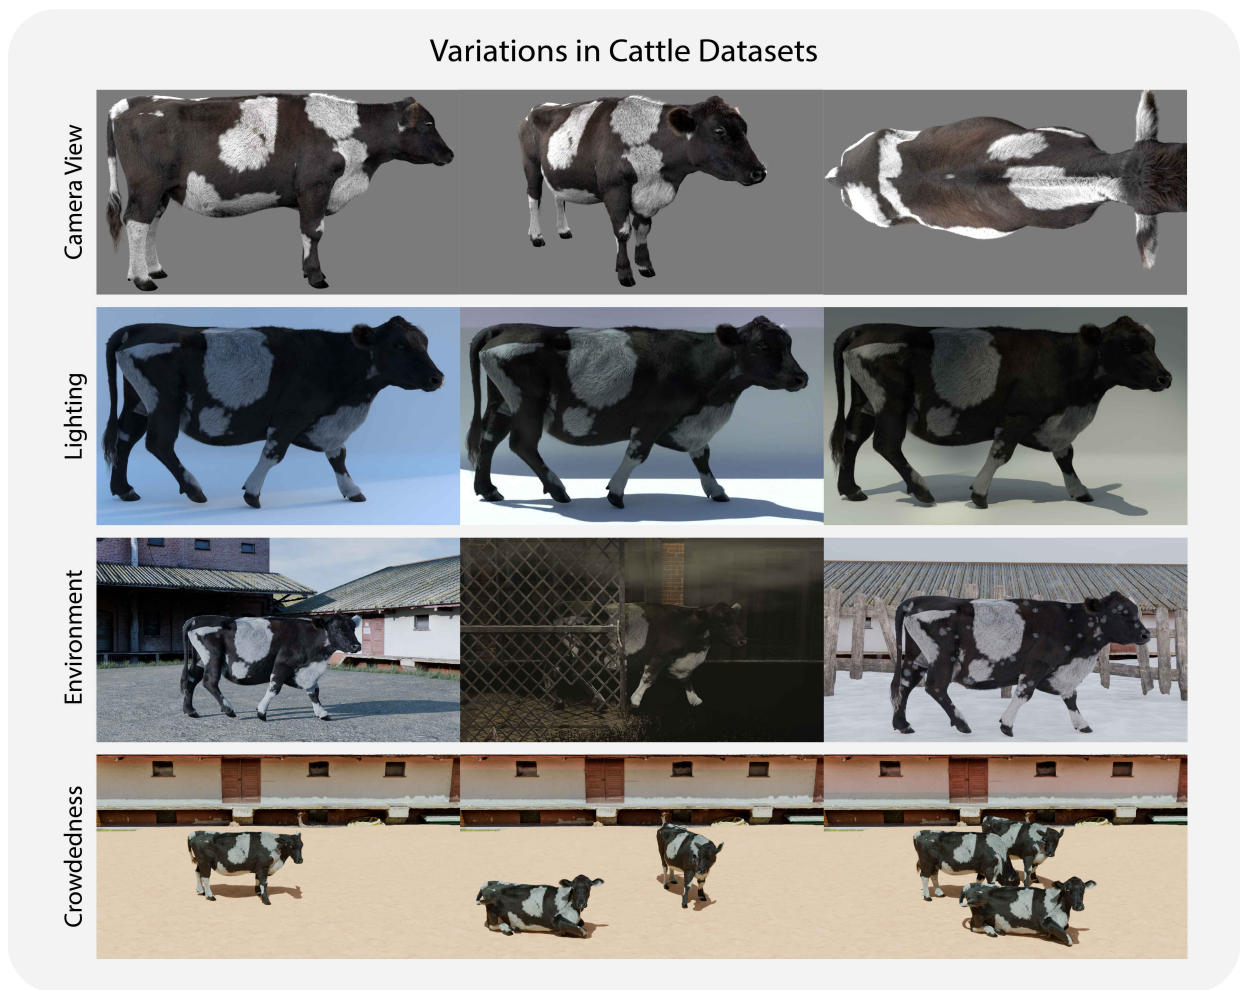 Variations in Cattle Datasets
Camera View
Lighting
Environment
Crowdedness